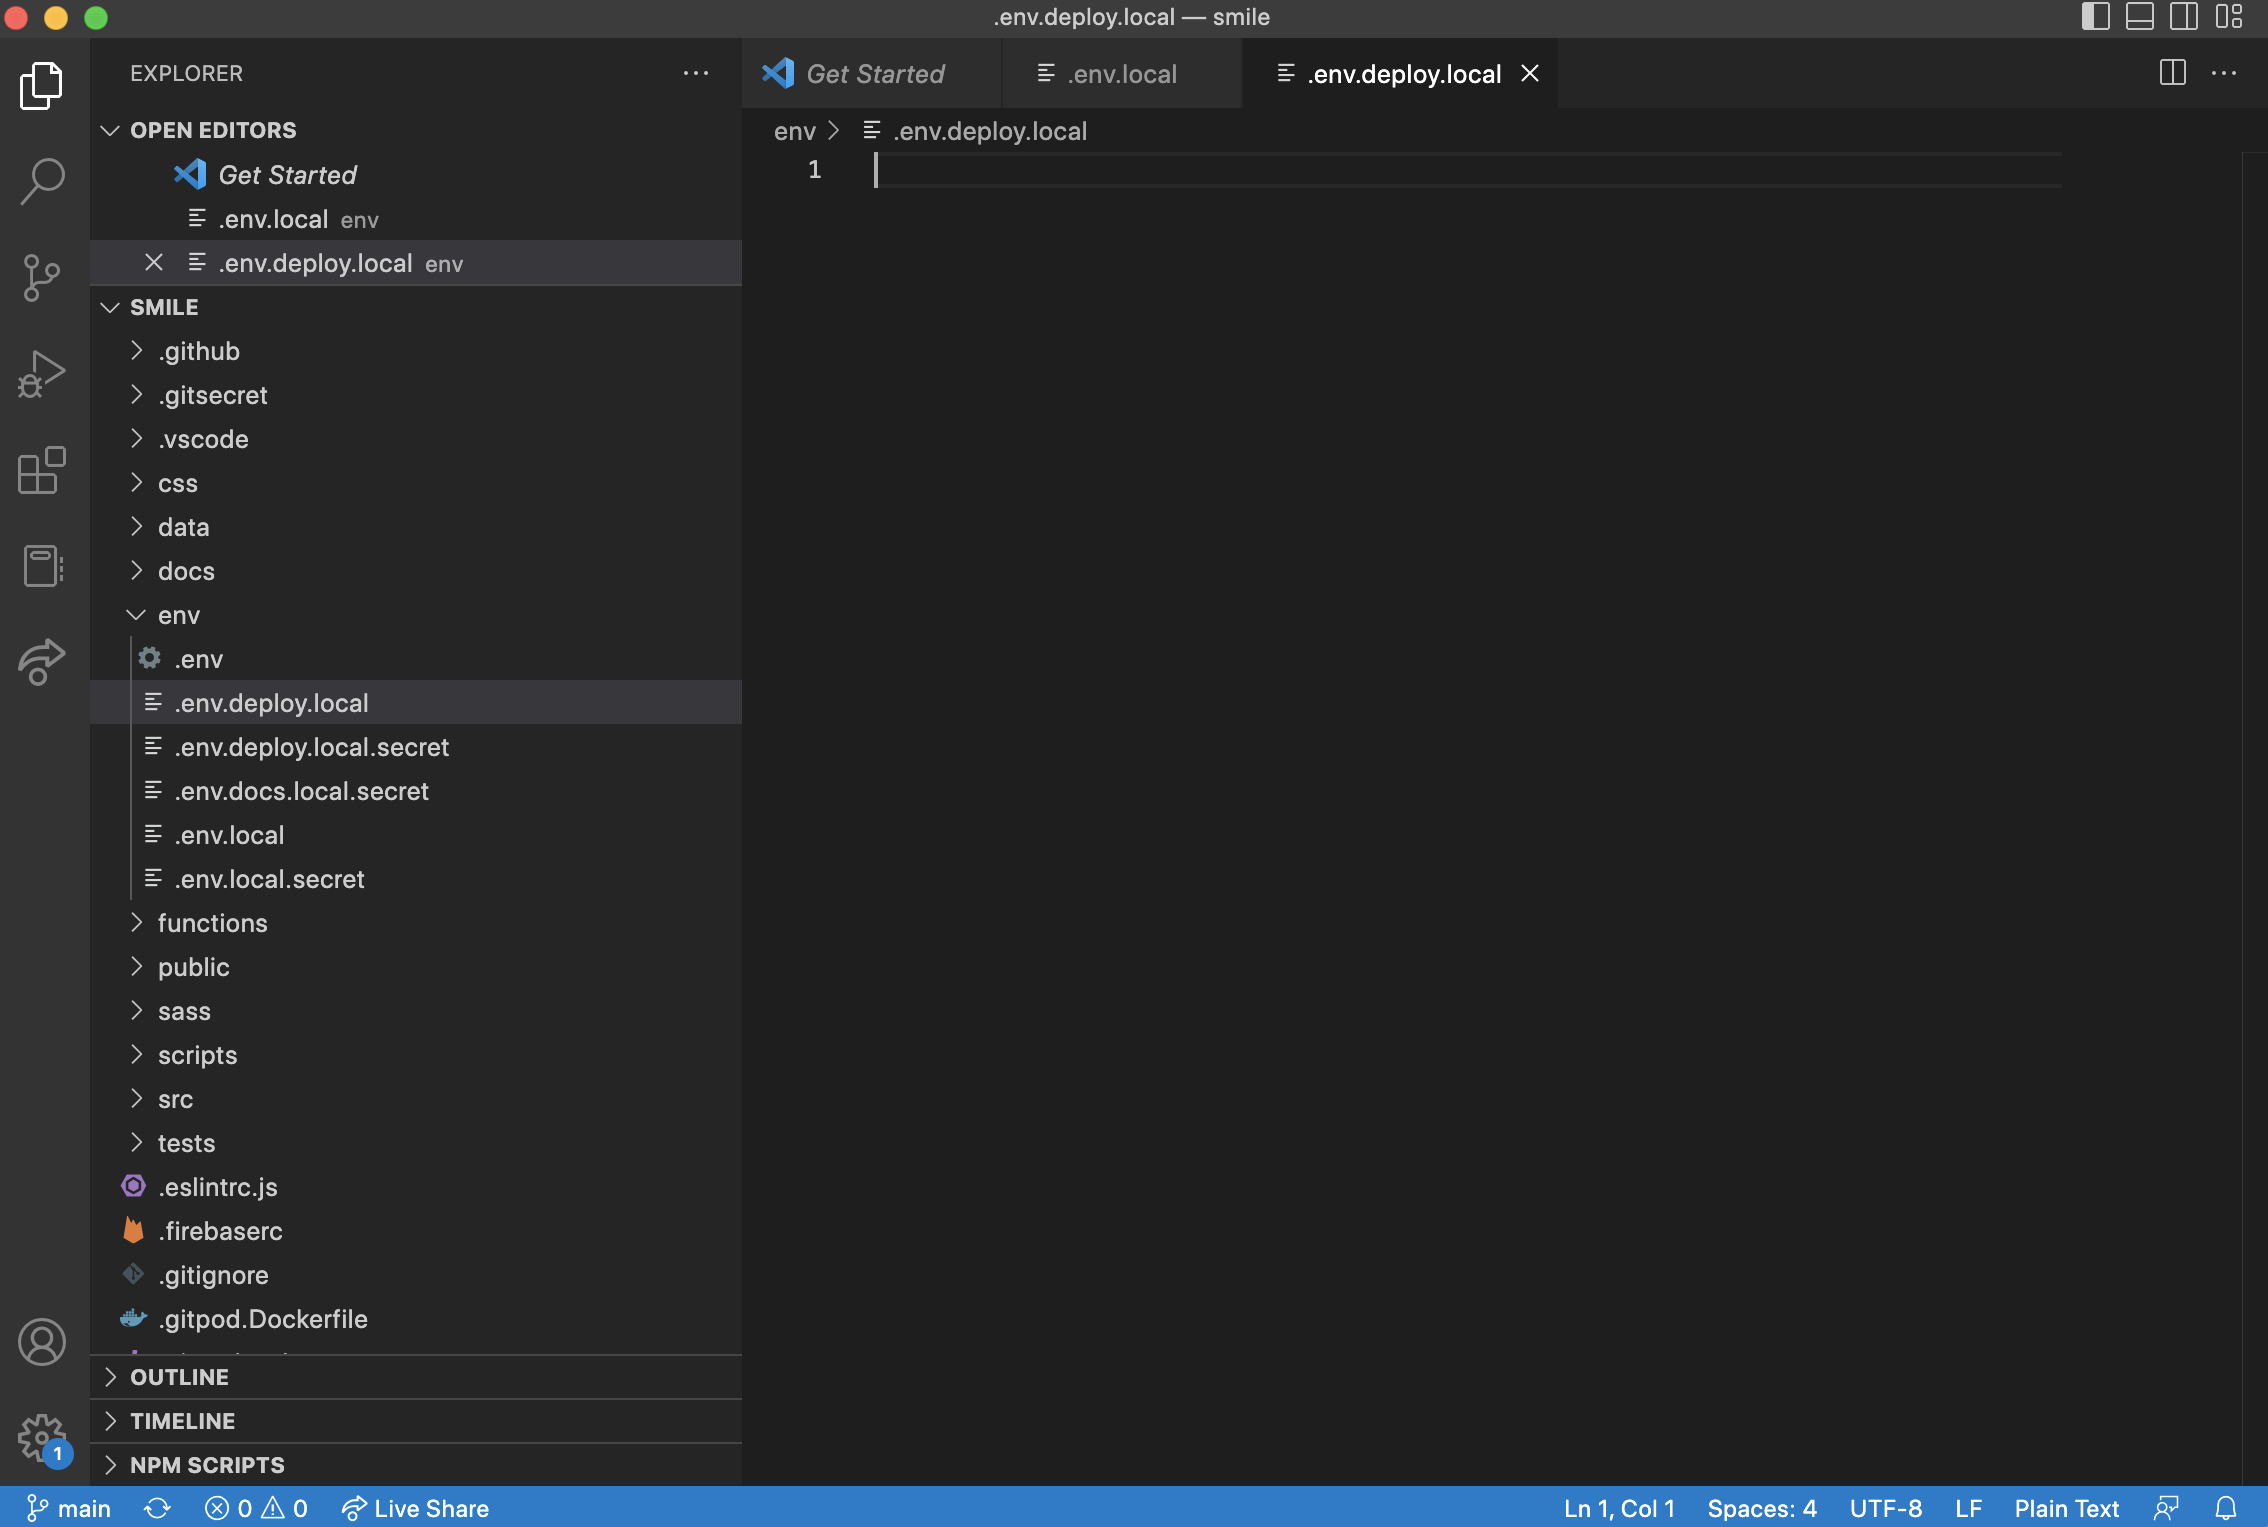 .env.deploy.local — smile
EXPLORER
OPEN EDITORS
Get Started
.env.local env
.env.deploy.local env
SMILE
.github
.gitsecret
.vscode
css
data
docs
env
.env
.env.deploy.local
.env.deploy.local.secret
.env.docs.local.secret
.env.local
.env.local.secret
functions
public
sass
scripts
src
tests
.eslintrc.js
.firebaserc
.gitignore
.gitpod.Dockerfile
OUTLINE
TIMELINE
NPM SCRIPTS
1
Get Started
.env.local
.env.deploy.local
env > .env.deploy.local
1
main
0
0
Live Share
Ln 1, Col 1
Spaces: 4
UTF-8
LF
Plain Text